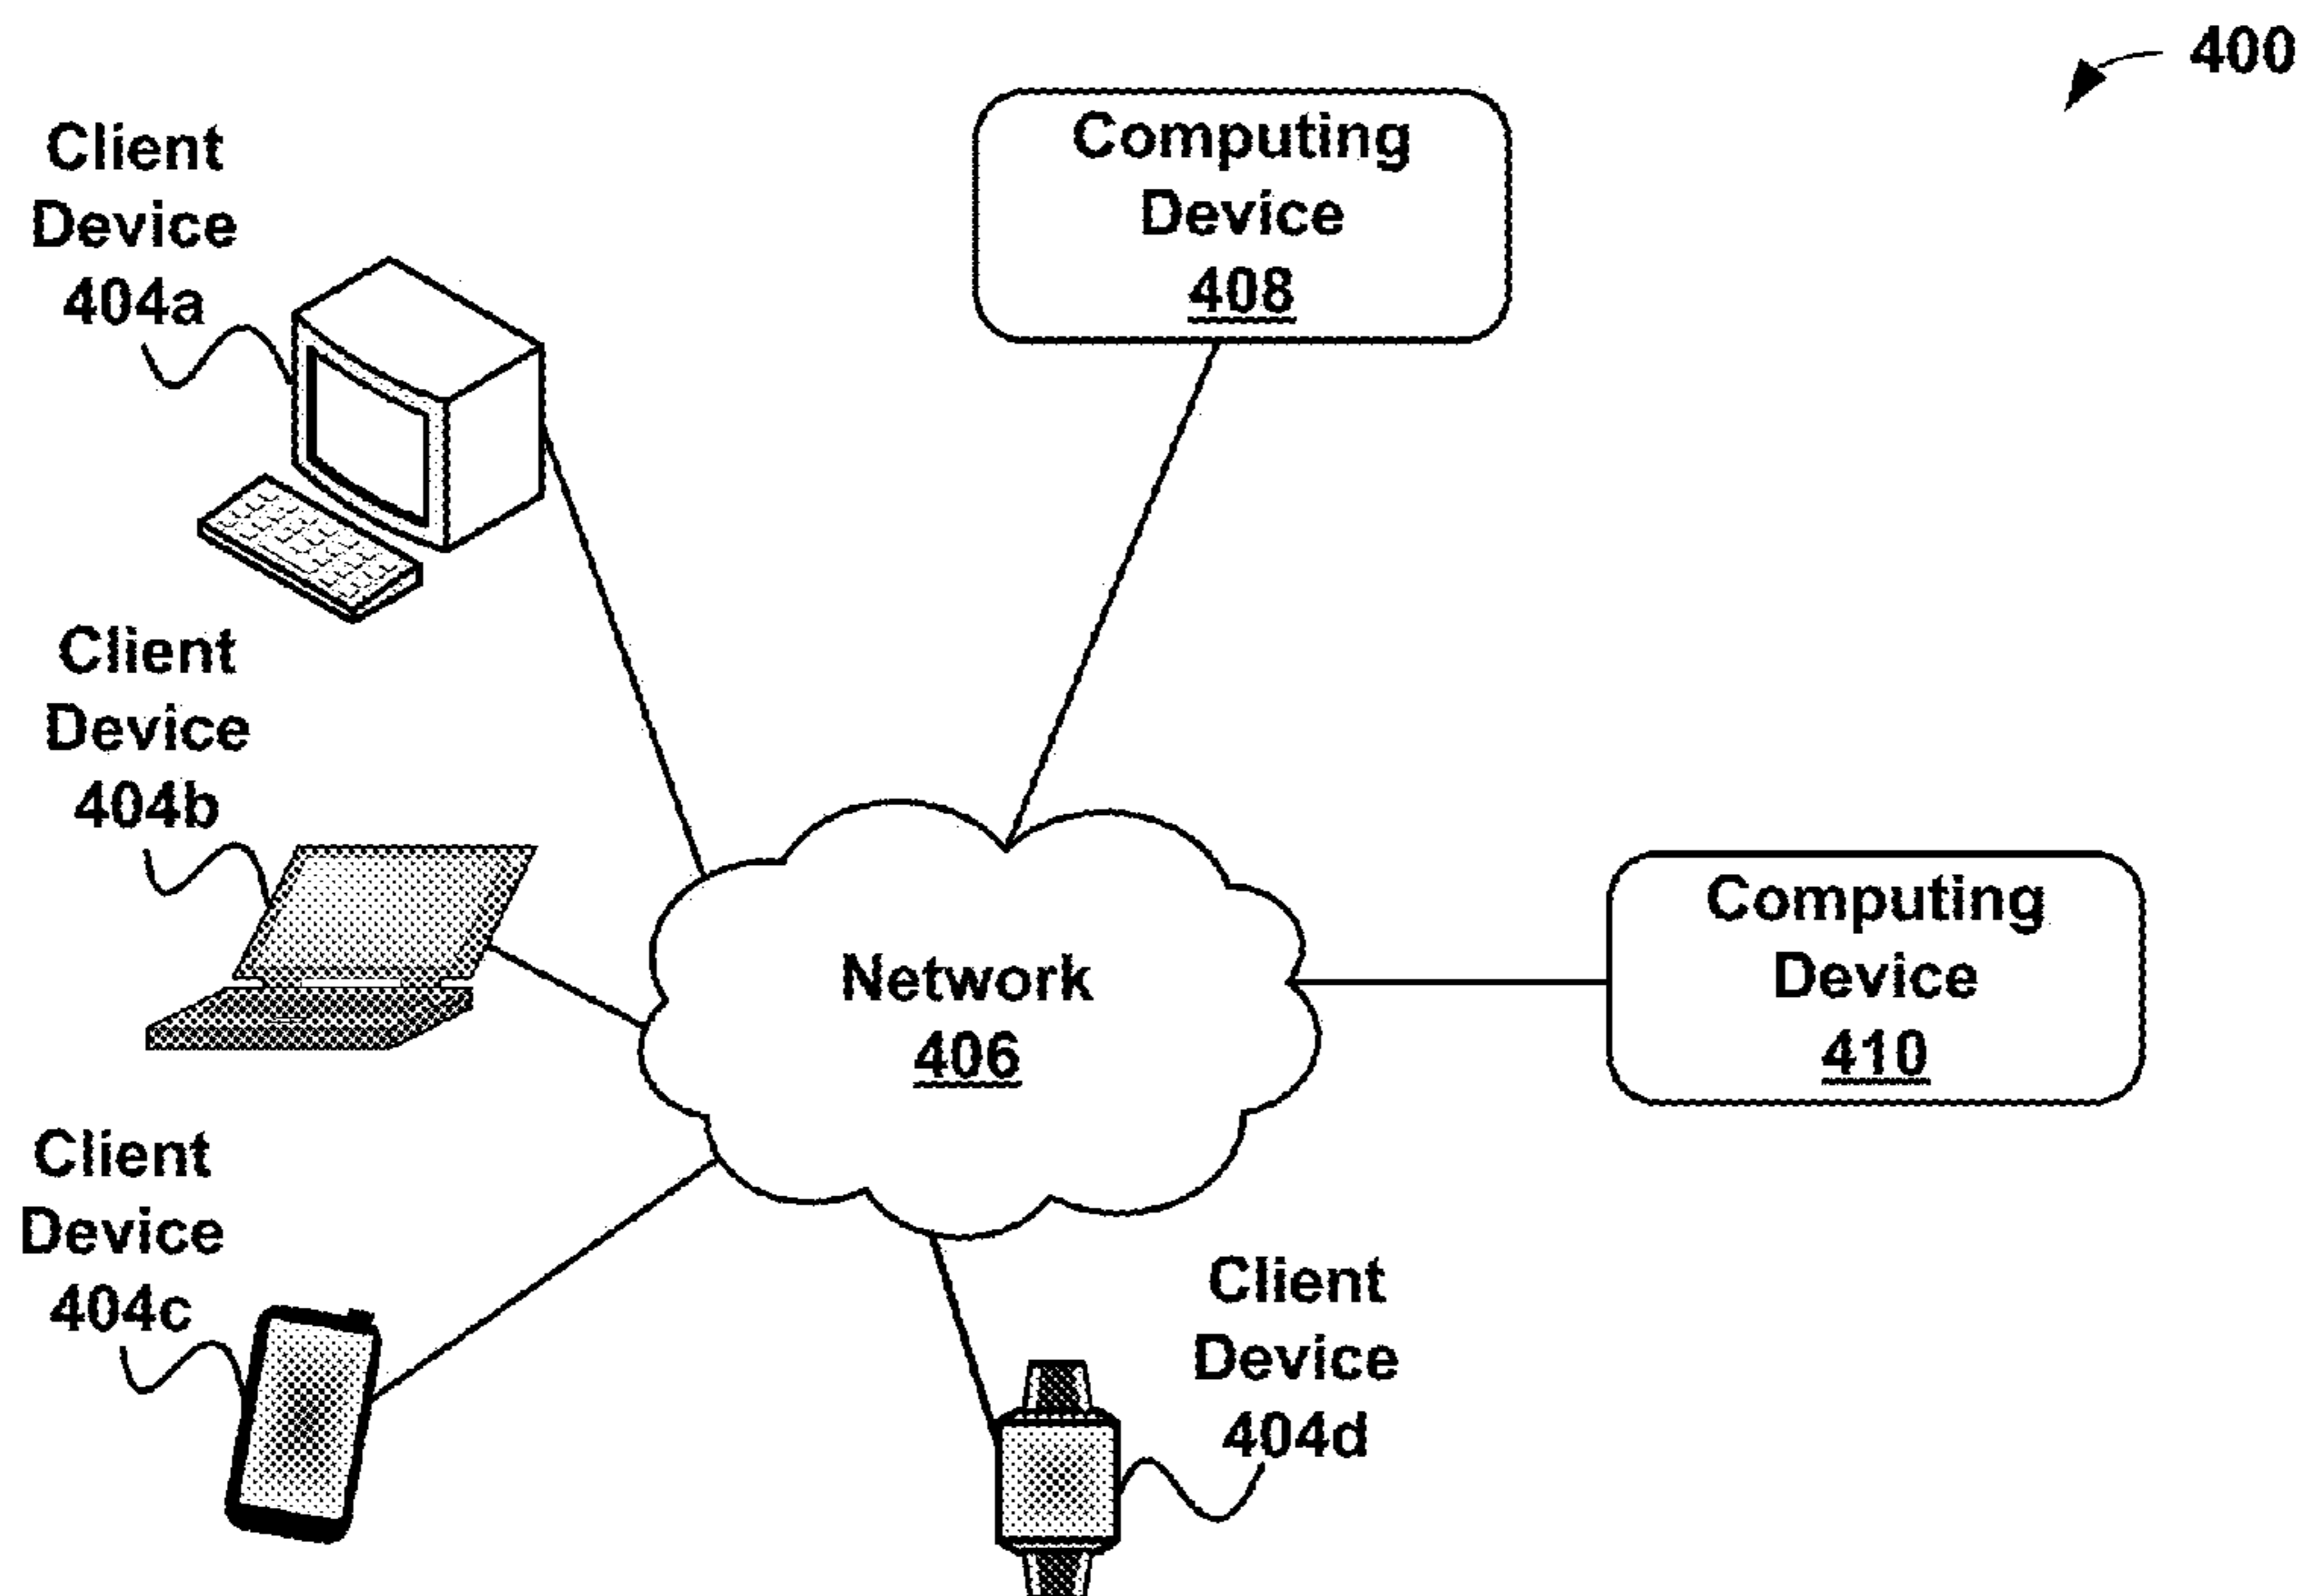 400
Computing
Device
408
Client
Device
404a
Client
Device
404b
Network
406
Computing
Device
410
Client
Device
404c
Client
Device
404d